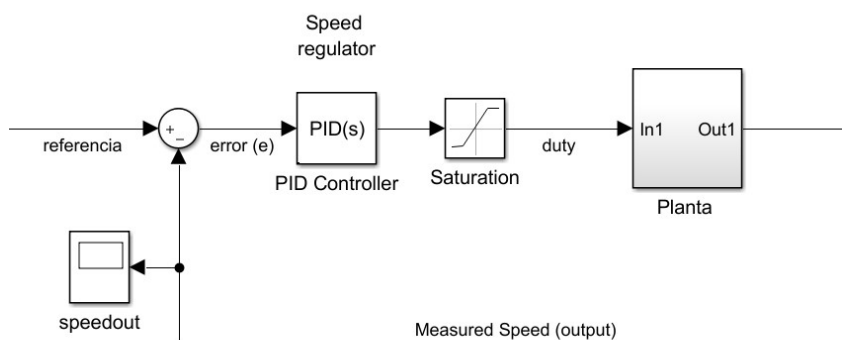 Speed
regulator
+
−
PID(s)
In1
Out1
referencia
error (e)
duty
PID Controller
Saturation
Planta
speedout
Measured Speed (output)